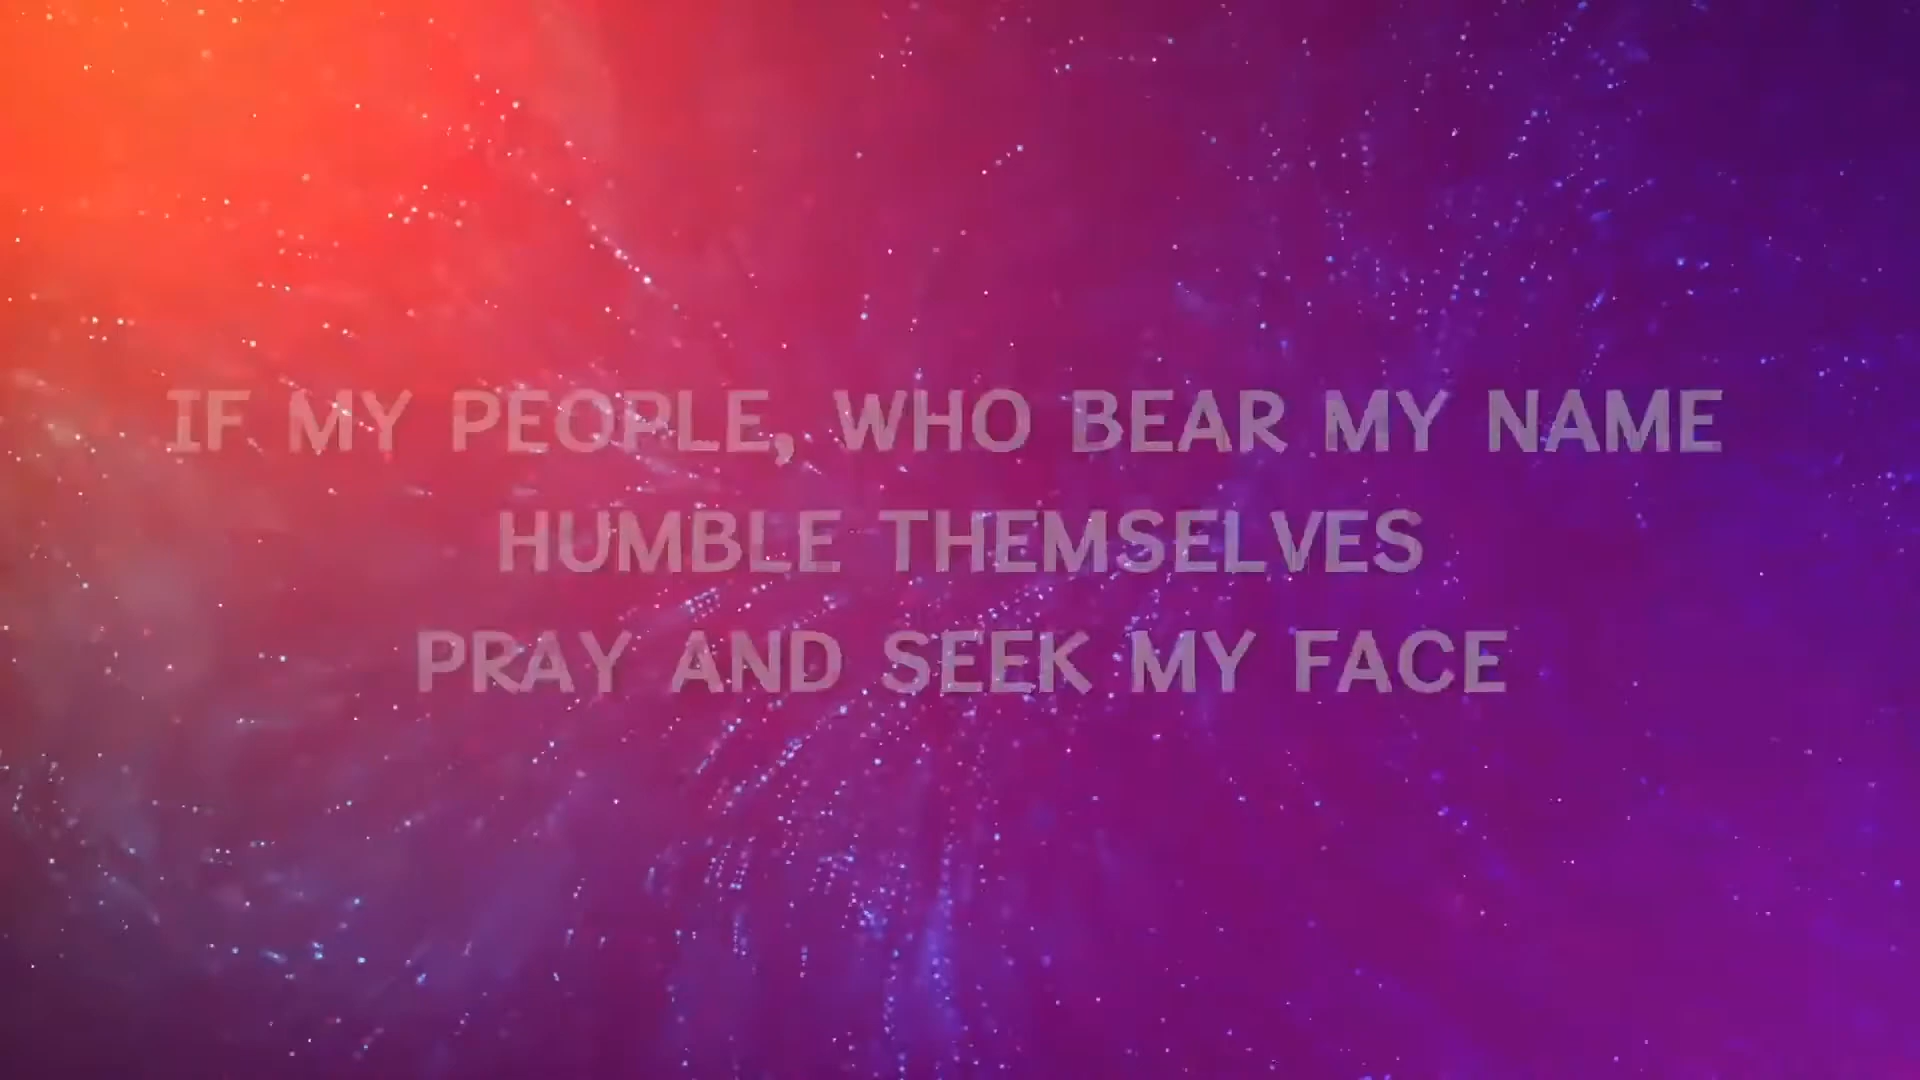 IF MY PEOPLE, WHO BEAR MY NAME
HUMBLE THEMSELVES
PRAY AND SEEK MY FACE